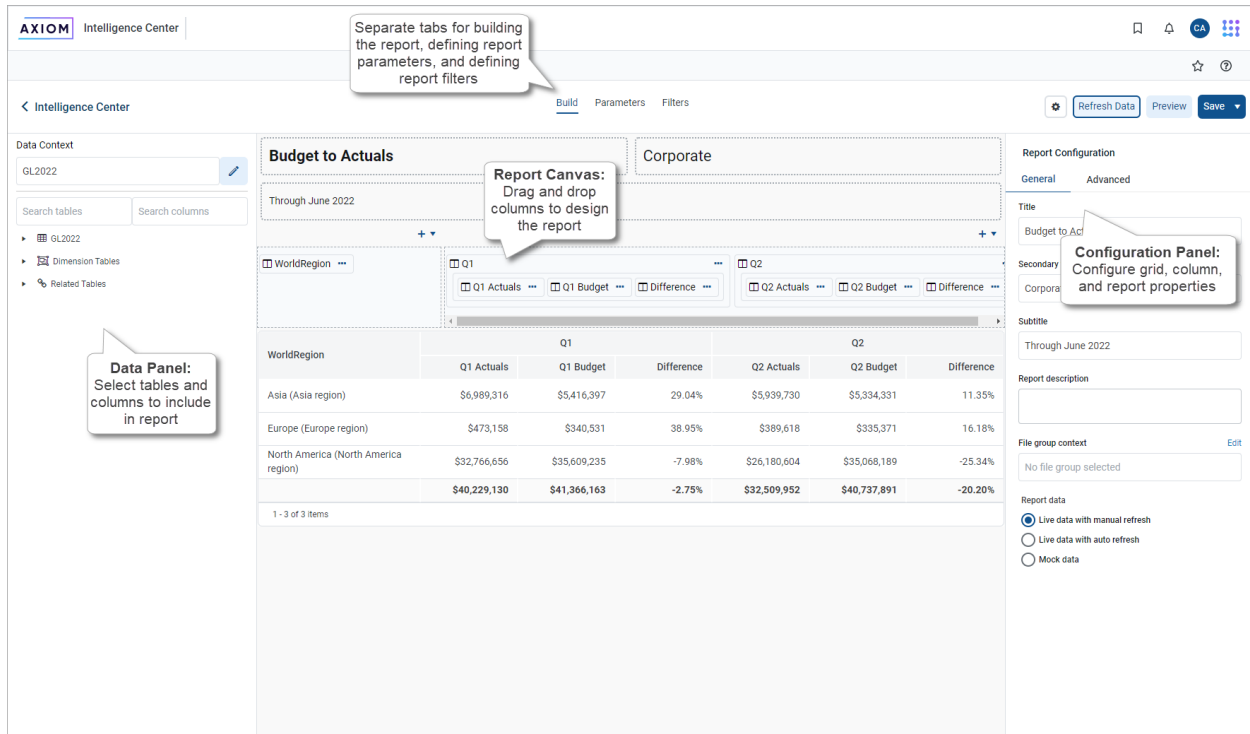 AXIOM Intelligence Center
CA
Separate tabs for building
the report, defining report
parameters, and defining
report filters
Intelligence Center
Build Parameters Filters
Refresh Data Preview Save
Data Context
GL2022
Search tables Search columns
GL2022
Dimension Tables
Related Tables
Data Panel:
Select tables and
columns to include
in report
Budget to Actuals Corporate
Through June 2022
Report Canvas:
Drag and drop
columns to design
the report
WorldRegion Q1 Q2
Q1 Actuals Q1 Budget Difference Q2 Actuals Q2 Budget Difference
WorldRegion Q1 Q2
Q1 Actuals Q1 Budget Difference Q2 Actuals Q2 Budget Difference
Asia (Asia region) $6,989,316 $5,416,397 29.04% $5,939,730 $5,334,331 11.35%
Europe (Europe region) $473,158 $340,531 38.95% $389,618 $335,371 16.18%
North America (North America
region) $32,766,656 $35,609,235 -7.98% $26,180,604 $35,068,189 -25.34%
$40,229,130 $41,366,163 -2.75% $32,509,952 $40,737,891 -20.20%
1 - 3 of 3 items
Report Configuration
General Advanced
Title
Budget to Ac
Secondary
Corpora
Configuration Panel:
Configure grid, column,
and report properties
Subtitle
Through June 2022
Report description
File group context Edit
No file group selected
Report data
Live data with manual refresh
Live data with auto refresh
Mock data